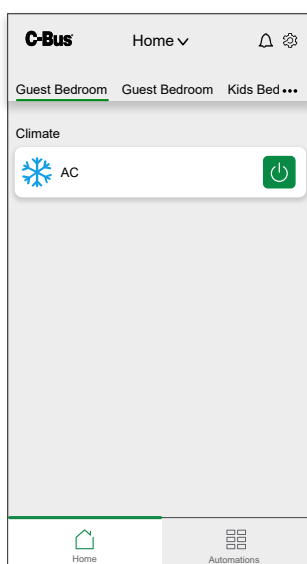 C-Bus Home
Guest Bedroom Guest Bedroom Kids Bed •••
Climate
AC
Home Automations